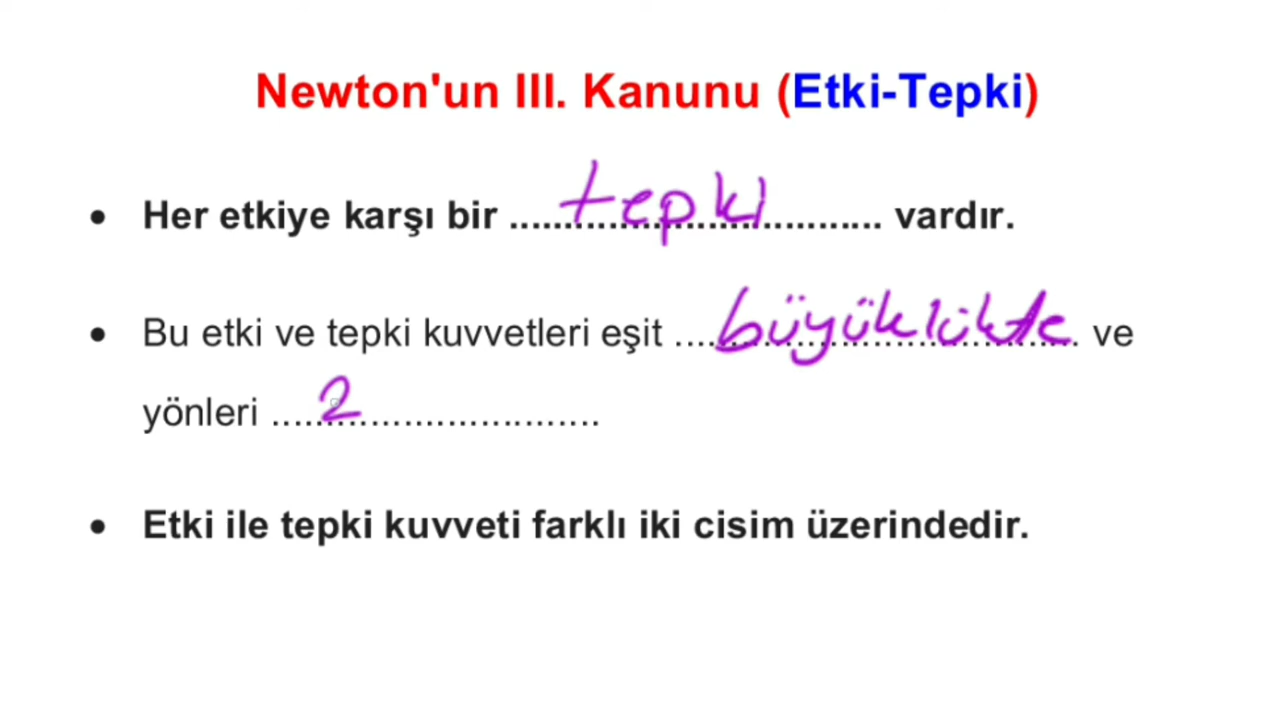 Newton'un III. Kanunu (Etki-Tepki)
• Her etkiye karşı bir ........tepki........ vardır.
• Bu etki ve tepki kuvvetleri eşit ....büyüklükte.... ve
yönleri ....2..........................
• Etki ile tepki kuvveti farklı iki cisim üzerindedir.